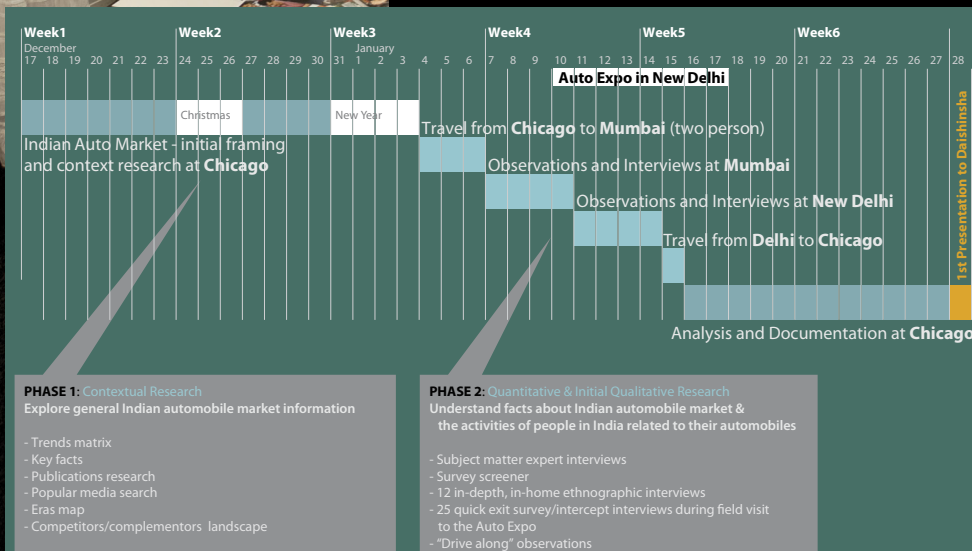 Week1 Week2 Week3 Week4 Week5 Week6
December January
17 18 19 20 21 22 23 24 25 26 27 28 29 30 31 1 2 3 4 5 6 7 8 9 10 11 12 13 14 15 16 17 18 19 20 21 22 23 24 25 26 27 28
Auto Expo in New Delhi
Christmas New Year
Travel from Chicago to Mumbai (two person)
Indian Auto Market - initial framing
and context research at Chicago
Observations and Interviews at Mumbai
Observations and Interviews at New Delhi
Travel from Delhi to Chicago
1st Presentation to Daishinsha
Analysis and Documentation at Chicago
PHASE 1: Contextual Research
Explore general Indian automobile market information
- Trends matrix
- Key facts
- Publications research
- Popular media search
- Eras map
- Competitors/complementors landscape
PHASE 2: Quantitative & Initial Qualitative Research
Understand facts about Indian automobile market &
the activities of people in India related to their automobiles
- Subject matter expert interviews
- Survey screener
- 12 in-depth, in-home ethnographic interviews
- 25 quick exit survey/intercept interviews during field visit
to the Auto Expo
- "Drive along" observations